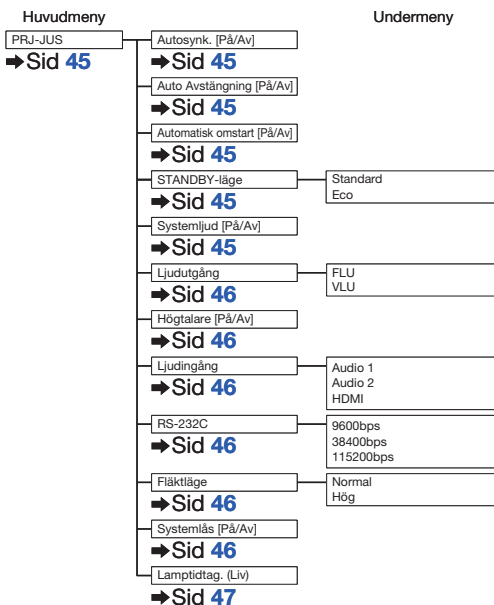 Huvudmeny
Undermeny
PRJ-JUS
➡Sid 45
Autosynk. [På/Av]
➡Sid 45
Auto Avstängning [På/Av]
➡Sid 45
Automatisk omstart [På/Av]
➡Sid 45
STANDBY-läge
➡Sid 45
Standard
Eco
Systemljud [På/Av]
➡Sid 45
Ljudutgång
➡Sid 46
FLU
VLU
Högtalare [På/Av]
➡Sid 46
Ljudingång
➡Sid 46
Audio 1
Audio 2
HDMI
RS-232C
➡Sid 46
9600bps
38400bps
115200bps
Fläktläge
➡Sid 46
Normal
Hög
Systemlås [På/Av]
➡Sid 46
Lamptidtag. (Liv)
➡Sid 47